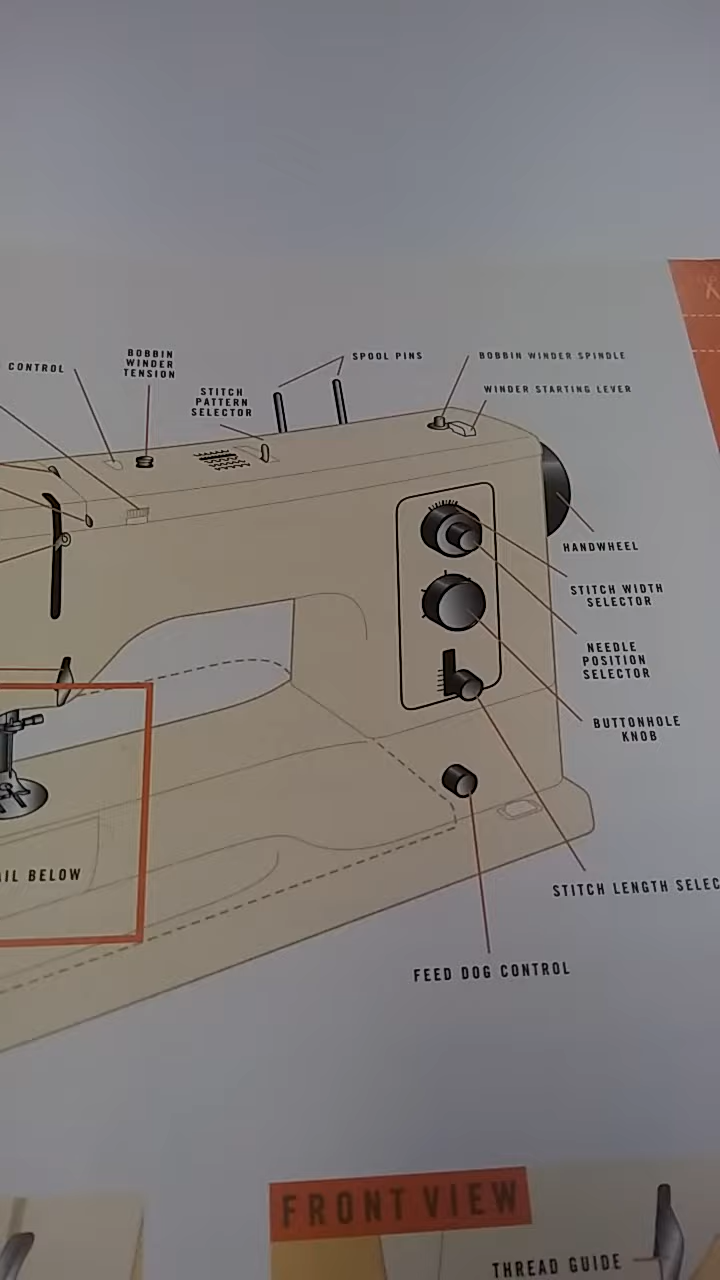 CONTROL
BOBBIN
WINDER
TENSION
SPOOL PINS
BOBBIN WINDER SPINDLE
STITCH
PATTERN
SELECTOR
WINDER STARTING LEVER
HANDWHEEL
STITCH WIDTH
SELECTOR
NEEDLE
POSITION
SELECTOR
BUTTONHOLE
KNOB
AIL BELOW
STITCH LENGTH SELEC
FEED DOG CONTROL
FRONT VIEW
THREAD GUIDE